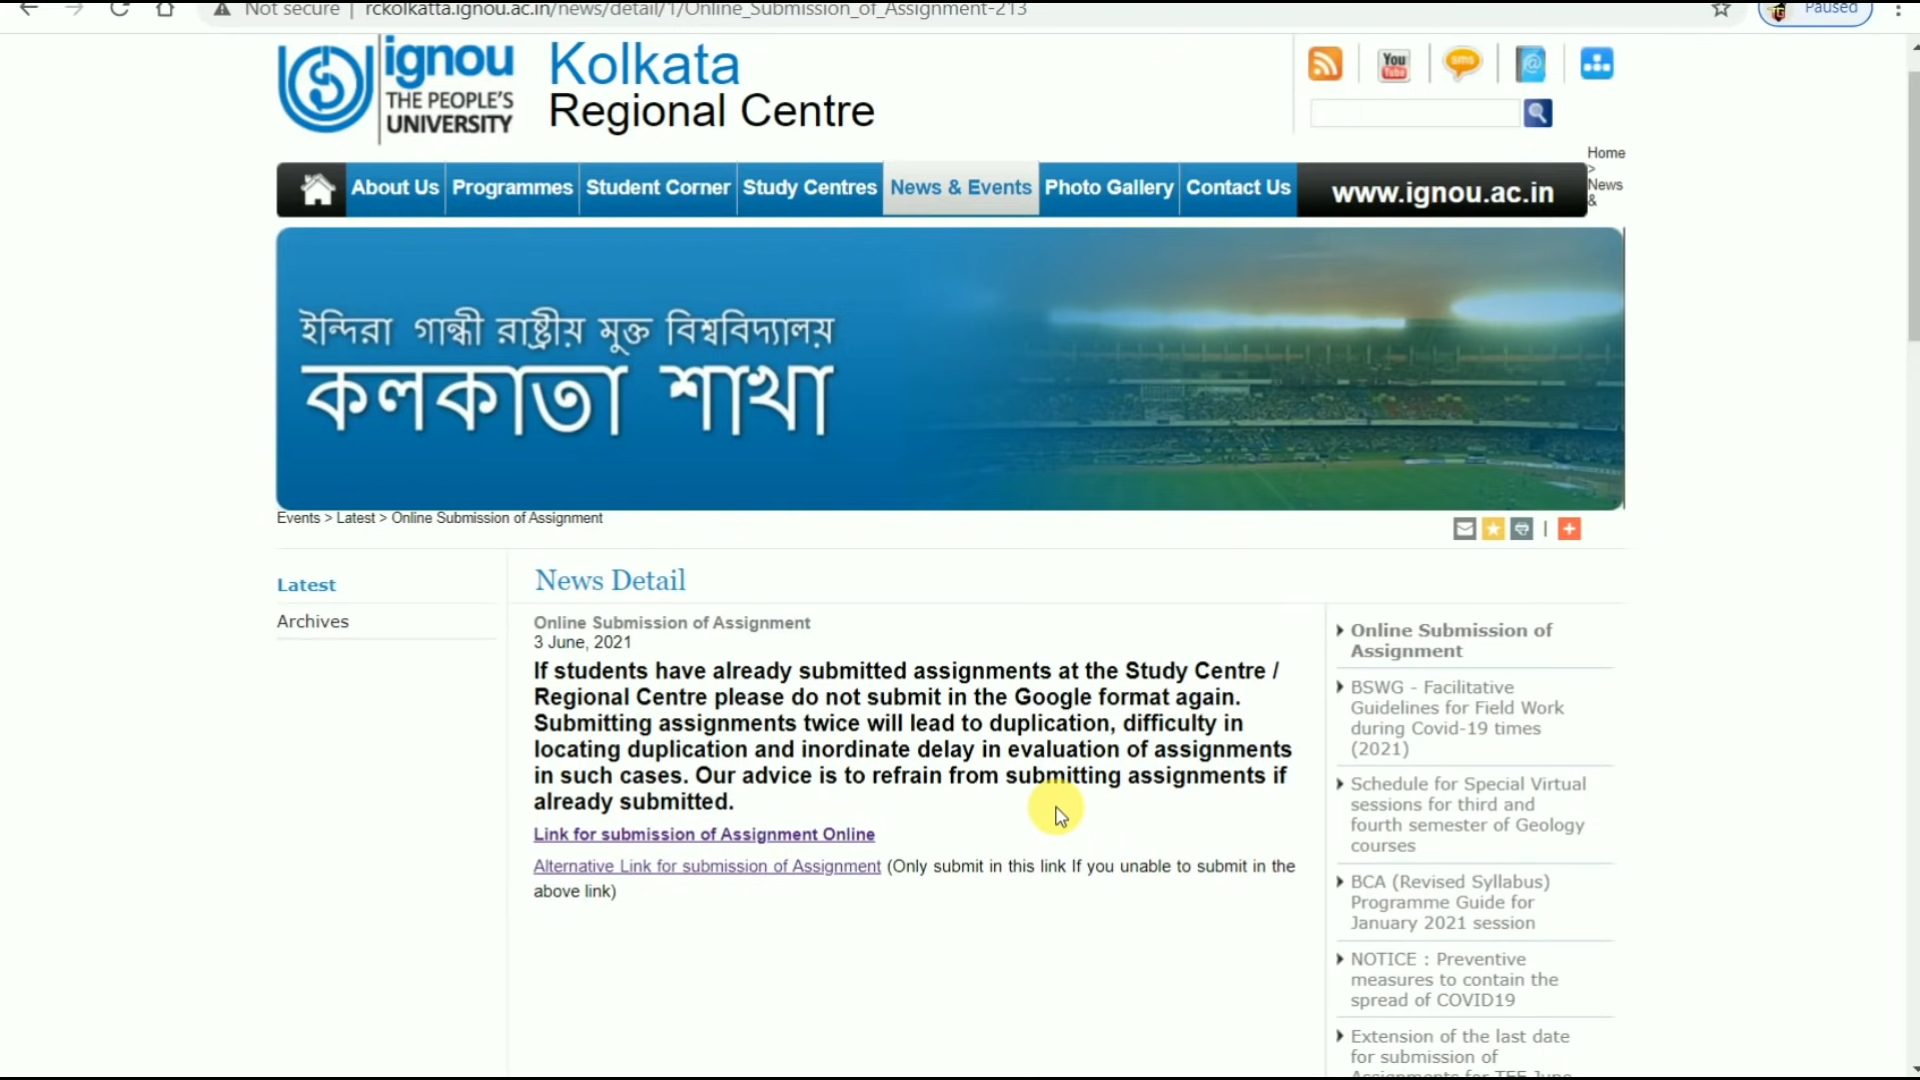 Not secure | rckolkatta.ignou.ac.in/news/detail/1/Online_Submission_of_Assignment-213
Paused
ignou
THE PEOPLE'S
UNIVERSITY
Kolkata
Regional Centre
You
Tube
sms
@
Home
>
News
&
About Us
Programmes
Student Corner
Study Centres
News & Events
Photo Gallery
Contact Us
www.ignou.ac.in
ইন্দিরা গান্ধী রাষ্ট্রীয় মুক্ত বিশ্ববিদ্যালয়
কলকাতা শাখা
Events > Latest > Online Submission of Assignment
Latest
Archives
News Detail
Online Submission of Assignment
3 June, 2021
If students have already submitted assignments at the Study Centre /
Regional Centre please do not submit in the Google format again.
Submitting assignments twice will lead to duplication, difficulty in
locating duplication and inordinate delay in evaluation of assignments
in such cases. Our advice is to refrain from submitting assignments if
already submitted.
Link for submission of Assignment Online
Alternative Link for submission of Assignment (Only submit in this link If you unable to submit in the
above link)
Online Submission of
Assignment
BSWG - Facilitative
Guidelines for Field Work
during Covid-19 times
(2021)
Schedule for Special Virtual
sessions for third and
fourth semester of Geology
courses
BCA (Revised Syllabus)
Programme Guide for
January 2021 session
NOTICE : Preventive
measures to contain the
spread of COVID19
Extension of the last date
for submission of
Assignments for TEE June